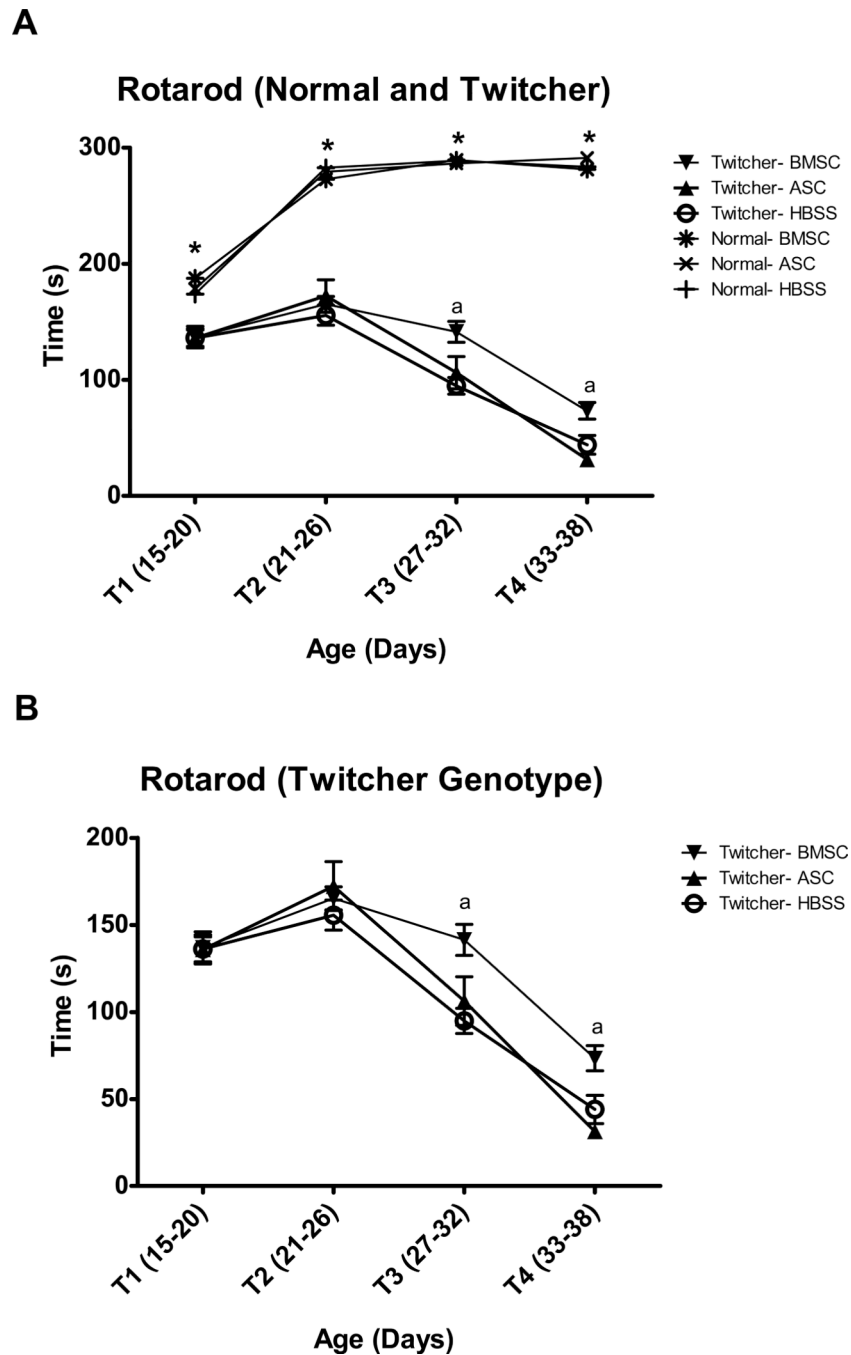 A
Rotarod (Normal and Twitcher)
300
200
100
0
Time (s)
*
*
*
*
a
a
Twitcher- BMSC
Twitcher- ASC
Twitcher- HBSS
Normal- BMSC
Normal- ASC
Normal- HBSS
T1 (15-20)
T2 (21-26)
T3 (27-32)
T4 (33-38)
Age (Days)
B
Rotarod (Twitcher Genotype)
200
150
100
50
0
Time (s)
a
a
Twitcher- BMSC
Twitcher- ASC
Twitcher- HBSS
T1 (15-20)
T2 (21-26)
T3 (27-32)
T4 (33-38)
Age (Days)